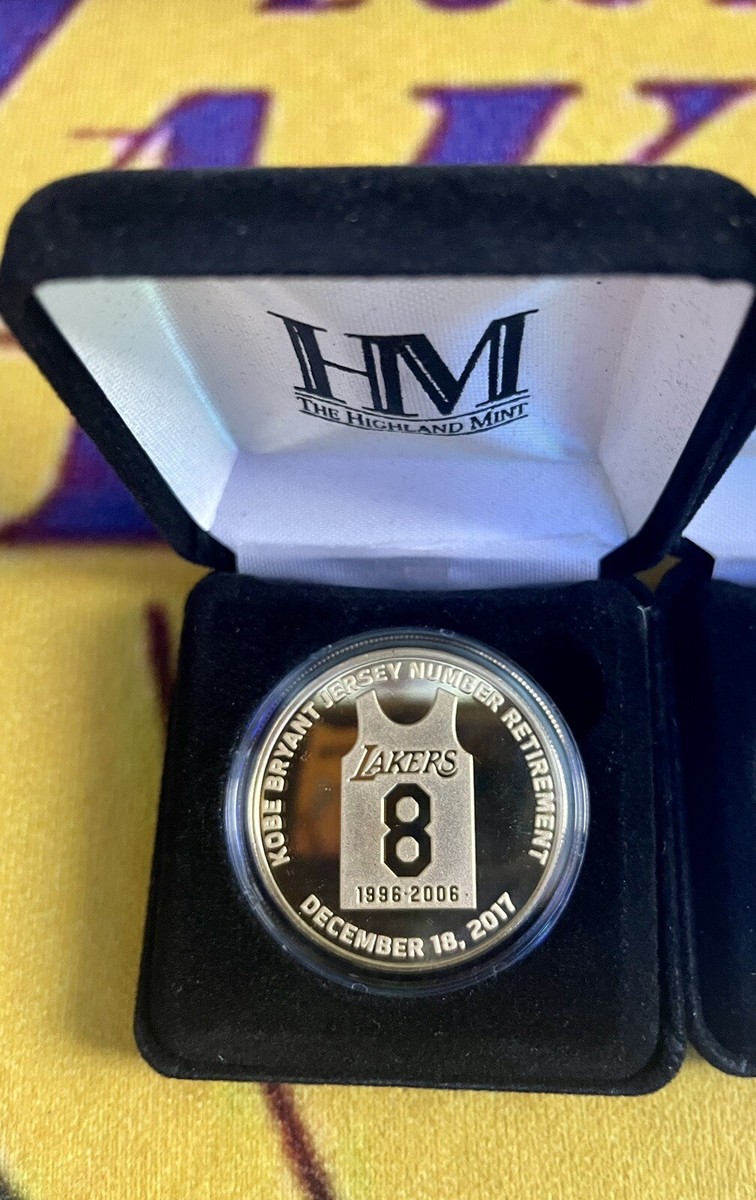 HM
THE HIGHLAND MINT
KOBE BRYANT JERSEY NUMBER RETIREMENT
LAKERS
8
1996-2006
DECEMBER 18, 2017